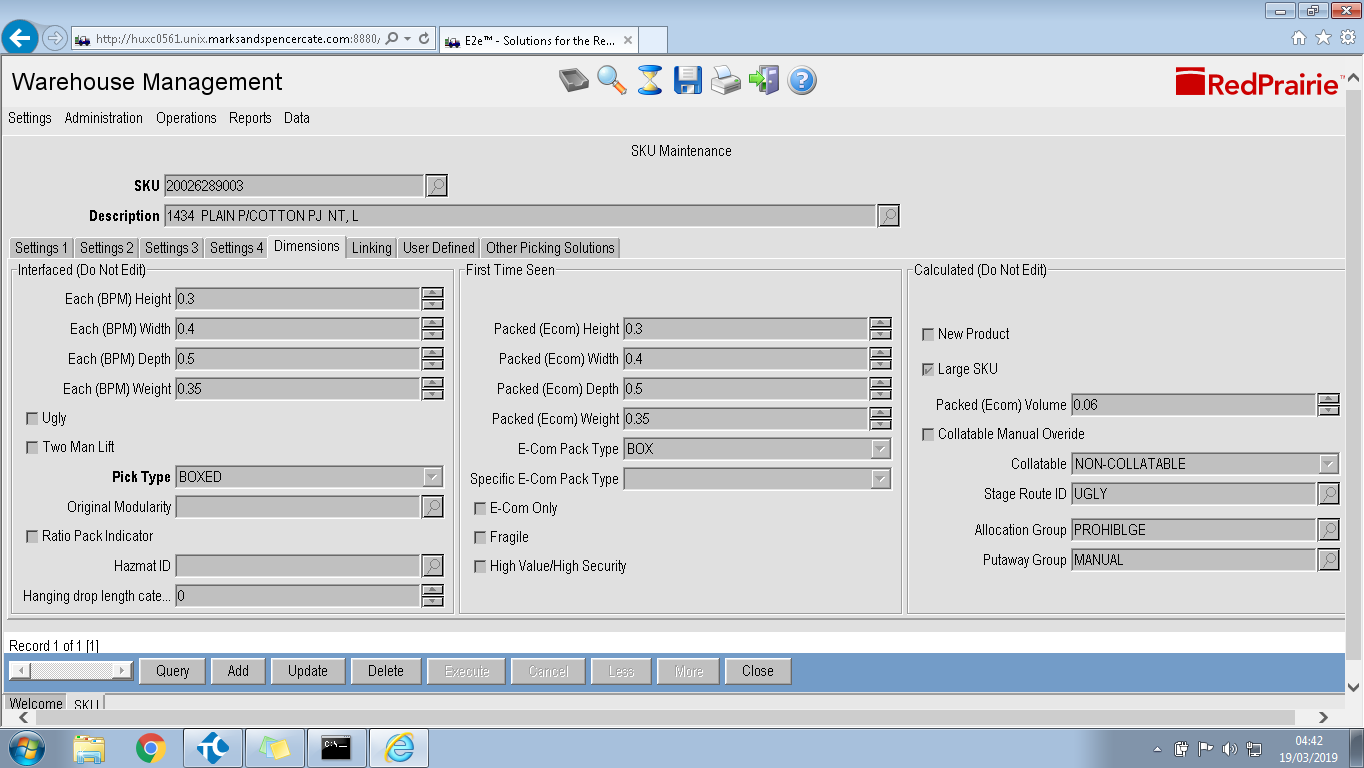 http://huxc0561.unix.marksandspencercate.com:8880/
E2e™ - Solutions for the Re...
Warehouse Management
RedPrairie™
Settings Administration Operations Reports Data
SKU Maintenance
SKU 20026289003
Description 1434 PLAIN P/COTTON PJ NT, L
Settings 1 Settings 2 Settings 3 Settings 4 Dimensions Linking User Defined Other Picking Solutions
Interfaced (Do Not Edit)
Each (BPM) Height 0.3
Each (BPM) Width 0.4
Each (BPM) Depth 0.5
Each (BPM) Weight 0.35
Ugly
Two Man Lift
Pick Type BOXED
Original Modularity
Ratio Pack Indicator
Hazmat ID
Hanging drop length cate... 0
First Time Seen
Packed (Ecom) Height 0.3
Packed (Ecom) Width 0.4
Packed (Ecom) Depth 0.5
Packed (Ecom) Weight 0.35
E-Com Pack Type BOX
Specific E-Com Pack Type
E-Com Only
Fragile
High Value/High Security
Calculated (Do Not Edit)
New Product
Large SKU
Packed (Ecom) Volume 0.06
Collatable Manual Overide
Collatable NON-COLLATABLE
Stage Route ID UGLY
Allocation Group PROHIBLGE
Putaway Group MANUAL
Record 1 of 1 [1]
Query Add Update Delete Execute Cancel Less More Close
Welcome SKU
C:\_
04:42
19/03/2019